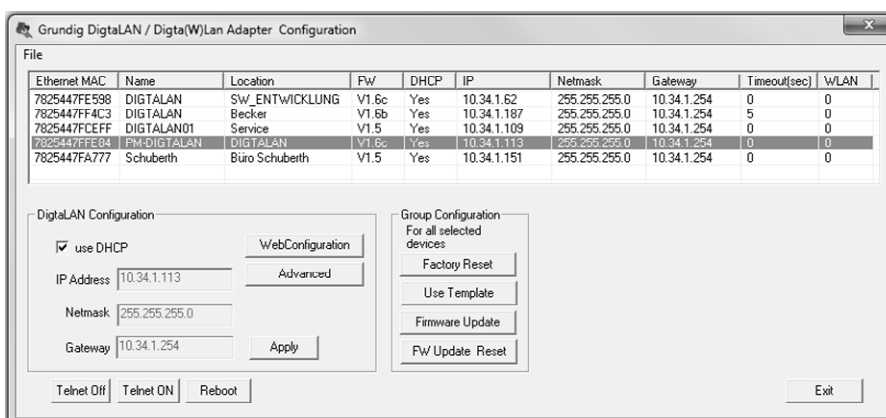 Grundig DigtaLAN / Digta(W)Lan Adapter Configuration
File
Ethernet MAC Name Location FW DHCP IP Netmask Gateway Timeout(sec) WLAN
7825447FE598 DIGTALAN SW_ENTWICKLUNG V1.6c Yes 10.34.1.62 255.255.255.0 10.34.1.254 0 0
7825447FF4C3 DIGTALAN Becker V1.6b Yes 10.34.1.187 255.255.255.0 10.34.1.254 5 0
7825447FCEFF DIGTALAN01 Service V1.5 Yes 10.34.1.109 255.255.255.0 10.34.1.254 0 0
7825447FFE84 PM-DIGTALAN DIGTALAN V1.6c Yes 10.34.1.113 255.255.255.0 10.34.1.254 0 0
7825447FA777 Schuberth Büro Schuberth V1.5 Yes 10.34.1.151 255.255.255.0 10.34.1.254 0 0
DigtaLAN Configuration
use DHCP
WebConfiguration
IP Address 10.34.1.113
Advanced
Netmask 255.255.255.0
Gateway 10.34.1.254
Apply
Group Configuration
For all selected
devices
Factory Reset
Use Template
Firmware Update
FW Update Reset
Telnet Off Telnet ON Reboot
Exit